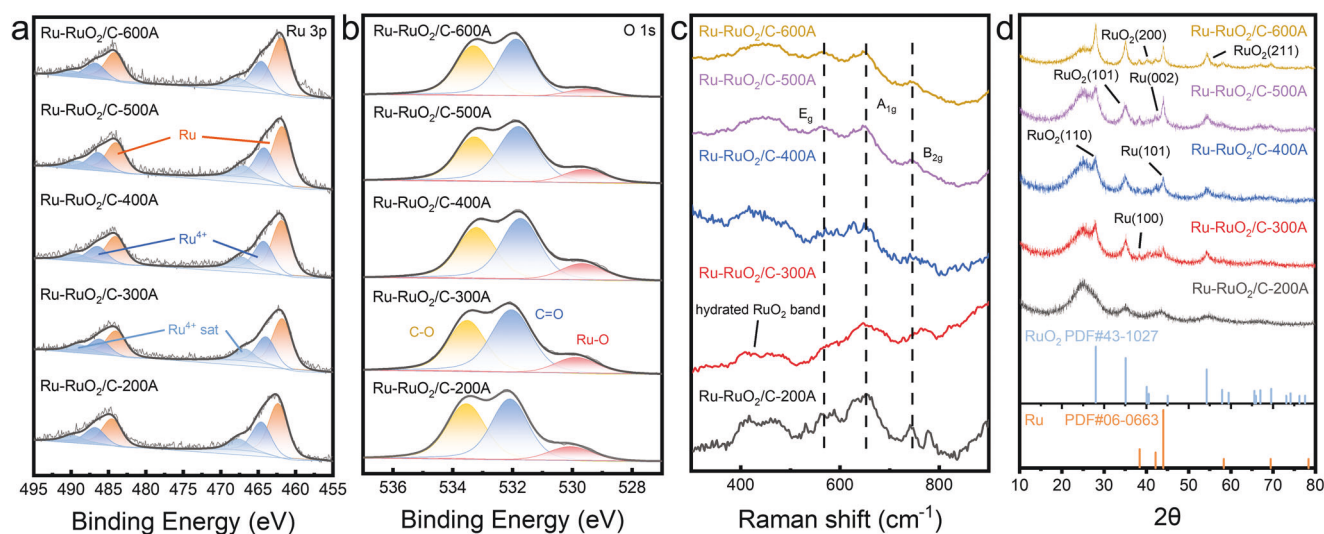 a
Ru 3p
Ru-RuO₂/C-600A
Ru-RuO₂/C-500A
Ru
Ru-RuO₂/C-400A
Ru⁴⁺
Ru-RuO₂/C-300A
Ru⁴⁺ sat
Ru-RuO₂/C-200A
495 490 485 480 475 470 465 460 455
Binding Energy (eV)
b
O 1s
Ru-RuO₂/C-600A
Ru-RuO₂/C-500A
Ru-RuO₂/C-400A
Ru-RuO₂/C-300A
C-O
C=O
Ru-O
Ru-RuO₂/C-200A
536 534 532 530 528
Binding Energy (eV)
c
Ru-RuO₂/C-600A
Ru-RuO₂/C-500A
E_g
A₁g
B₂g
Ru-RuO₂/C-400A
Ru-RuO₂/C-300A
hydrated RuO₂ band
Ru-RuO₂/C-200A
400 600 800
Raman shift (cm⁻¹)
d
Ru-RuO₂/C-600A
RuO₂(200)
RuO₂(211)
Ru-RuO₂/C-500A
RuO₂(101)
Ru(002)
Ru-RuO₂/C-400A
RuO₂(110)
Ru(101)
Ru-RuO₂/C-300A
Ru(100)
Ru-RuO₂/C-200A
RuO₂ PDF#43-1027
Ru PDF#06-0663
10 20 30 40 50 60 70 80
2θ